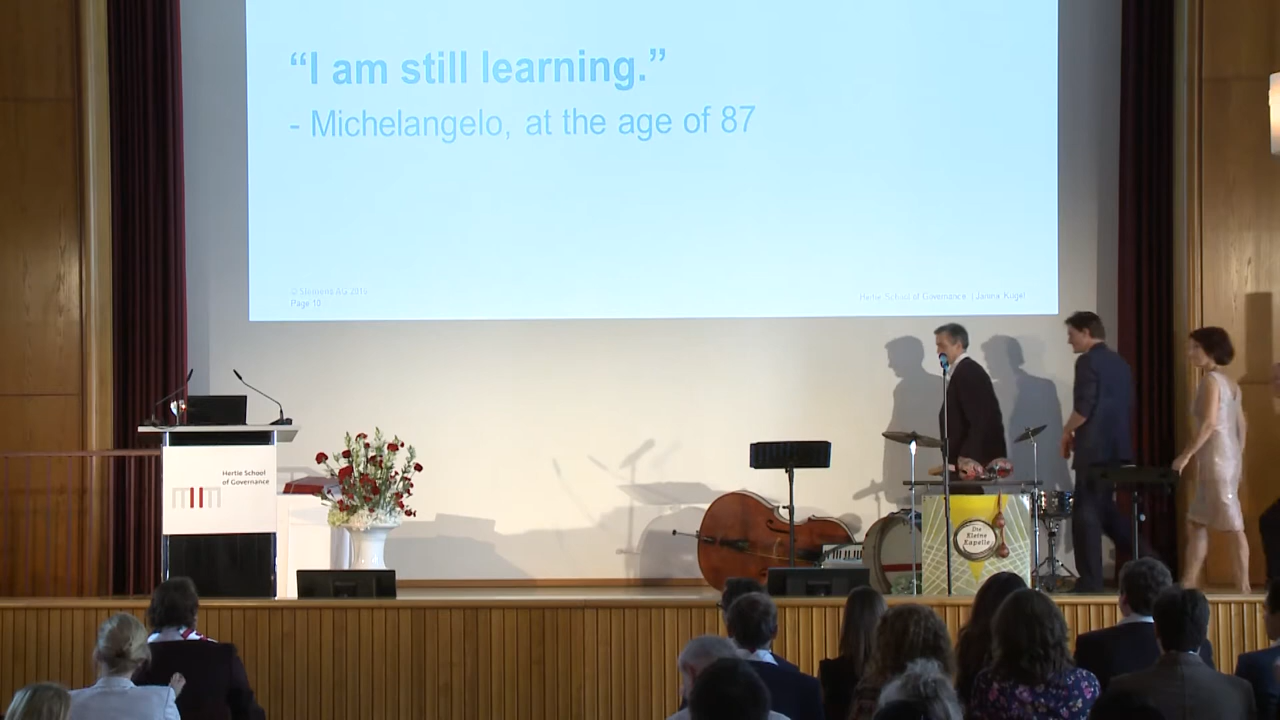 “I am still learning.”
- Michelangelo, at the age of 87
© Siemens AG 2016
Page 10
Hertie School of Governance | Janina Kugel
Hertie School
of Governance
Die
Kleine
Kapelle